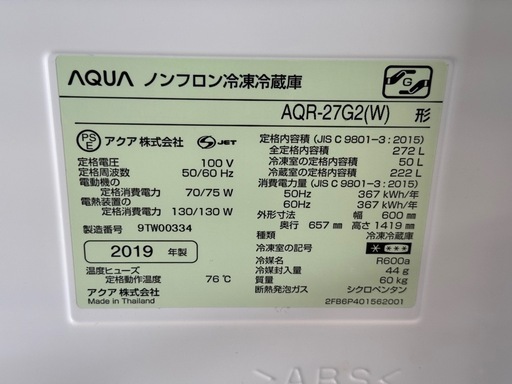 AQUA ノンフロン冷凍冷蔵庫
G
AQR-27G2(W) 形
PS
E
アクア株式会社 S JET
定格電圧 100 V
定格周波数 50/60 Hz
電動機の
定格消費電力 70/75 W
電熱装置の
定格消費電力 130/130 W
製造番号 9TW00334
2019 年製
温度ヒューズ
定格動作温度 76℃
アクア株式会社
Made in Thailand
定格内容積 (JIS C 9801-3:2015)
全定格内容積 272 L
冷凍室の定格内容積 50 L
冷蔵室の定格内容積 222 L
消費電力量 (JIS C 9801-3:2015)
50Hz 367 kWh/年
60Hz 367 kWh/年
外形寸法 幅 600 mm
奥行 657 mm 高さ 1419 mm
種類 冷凍冷蔵庫
冷凍室の記号
冷媒名 R600a
冷媒封入量 44 g
質量 60 kg
断熱発泡ガス シクロペンタン
2FB6P401562001
>ABS<